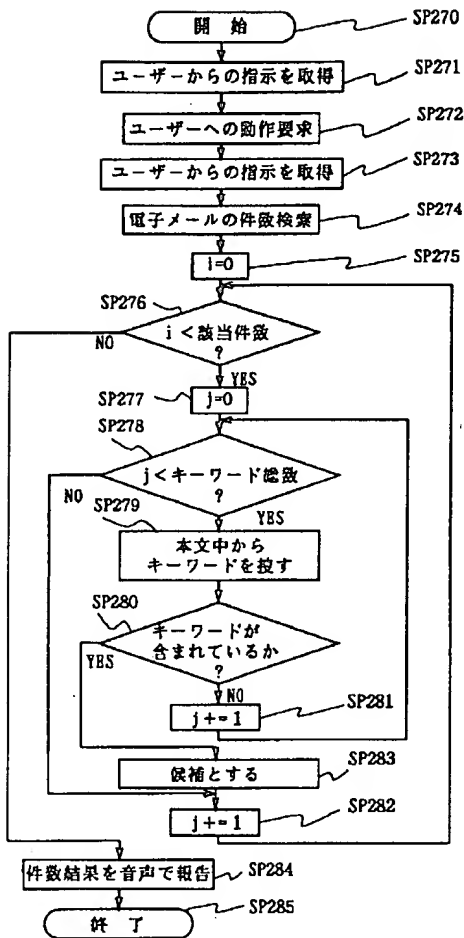 開 始
SP270
ユーザーからの指示を取得
SP271
ユーザーへの動作要求
SP272
ユーザーからの指示を取得
SP273
電子メールの件数検索
SP274
i=0
SP275
SP276
i<該当件数
?
NO
YES
SP277
j=0
SP278
j<キーワード総数
?
NO
YES
SP279
本文中から
キーワードを投す
SP280
キーワードが
含まれているか
?
YES
NO
j+=1
SP281
候補とする
SP283
j+=1
SP282
件数結果を音声で報告
SP284
終 了
SP285